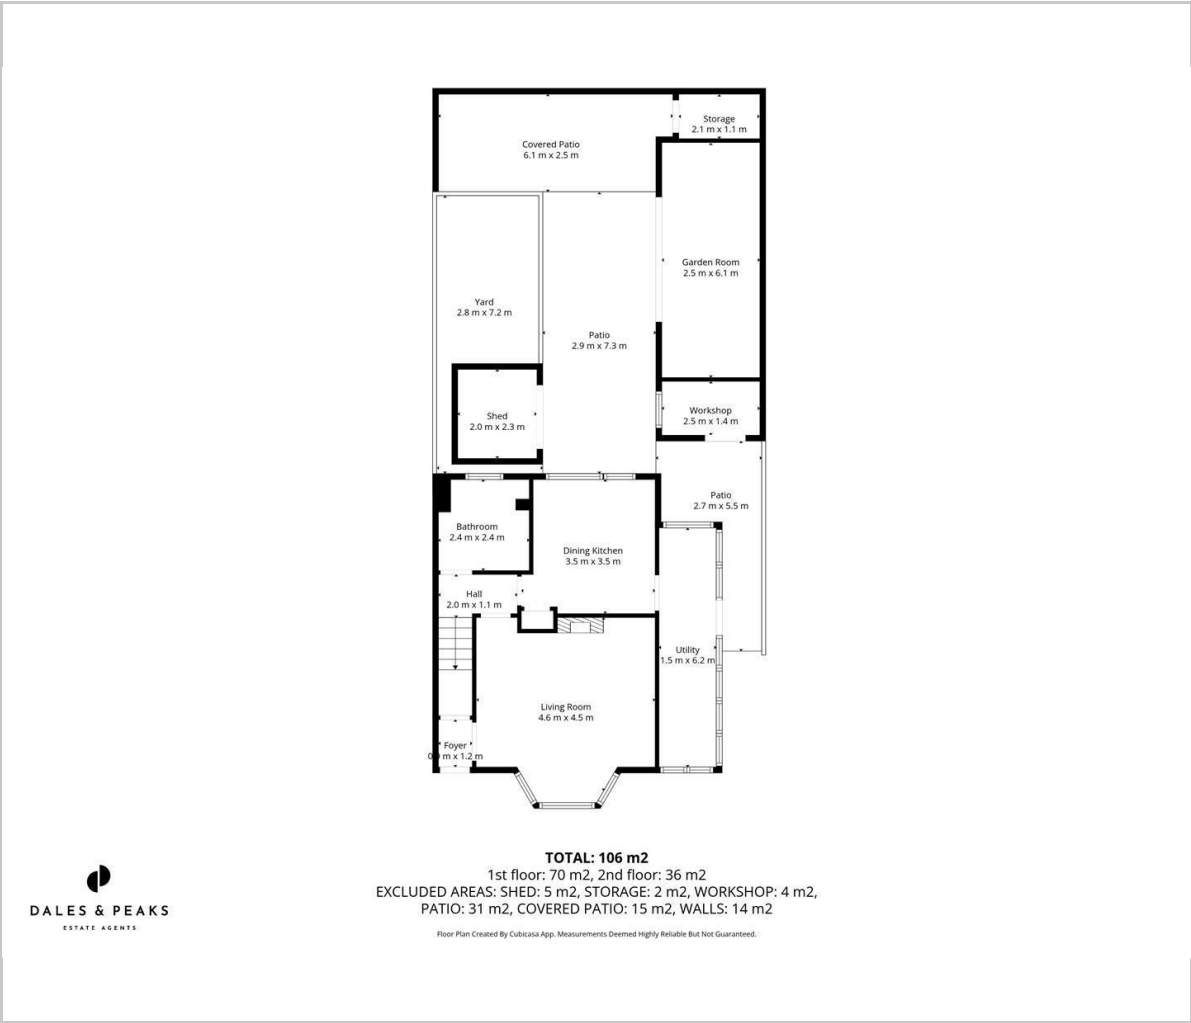 Storage
2.1 m x 1.1 m
Covered Patio
6.1 m x 2.5 m
Garden Room
2.5 m x 6.1 m
Yard
2.8 m x 7.2 m
Patio
2.9 m x 7.3 m
Shed
2.0 m x 2.3 m
Workshop
2.5 m x 1.4 m
Patio
2.7 m x 5.5 m
Bathroom
2.4 m x 2.4 m
Dining Kitchen
3.5 m x 3.5 m
Hall
2.0 m x 1.1 m
Utility
1.5 m x 6.2 m
Living Room
4.6 m x 4.5 m
Foyer
m x 1.2 m
TOTAL: 106 m2
1st floor: 70 m2, 2nd floor: 36 m2
EXCLUDED AREAS: SHED: 5 m2, STORAGE: 2 m2, WORKSHOP: 4 m2,
PATIO: 31 m2, COVERED PATIO: 15 m2, WALLS: 14 m2
Floor Plan Created By Cubicasa App. Measurements Deemed Highly Reliable But Not Guaranteed.
DALES & PEAKS
ESTATE AGENTS